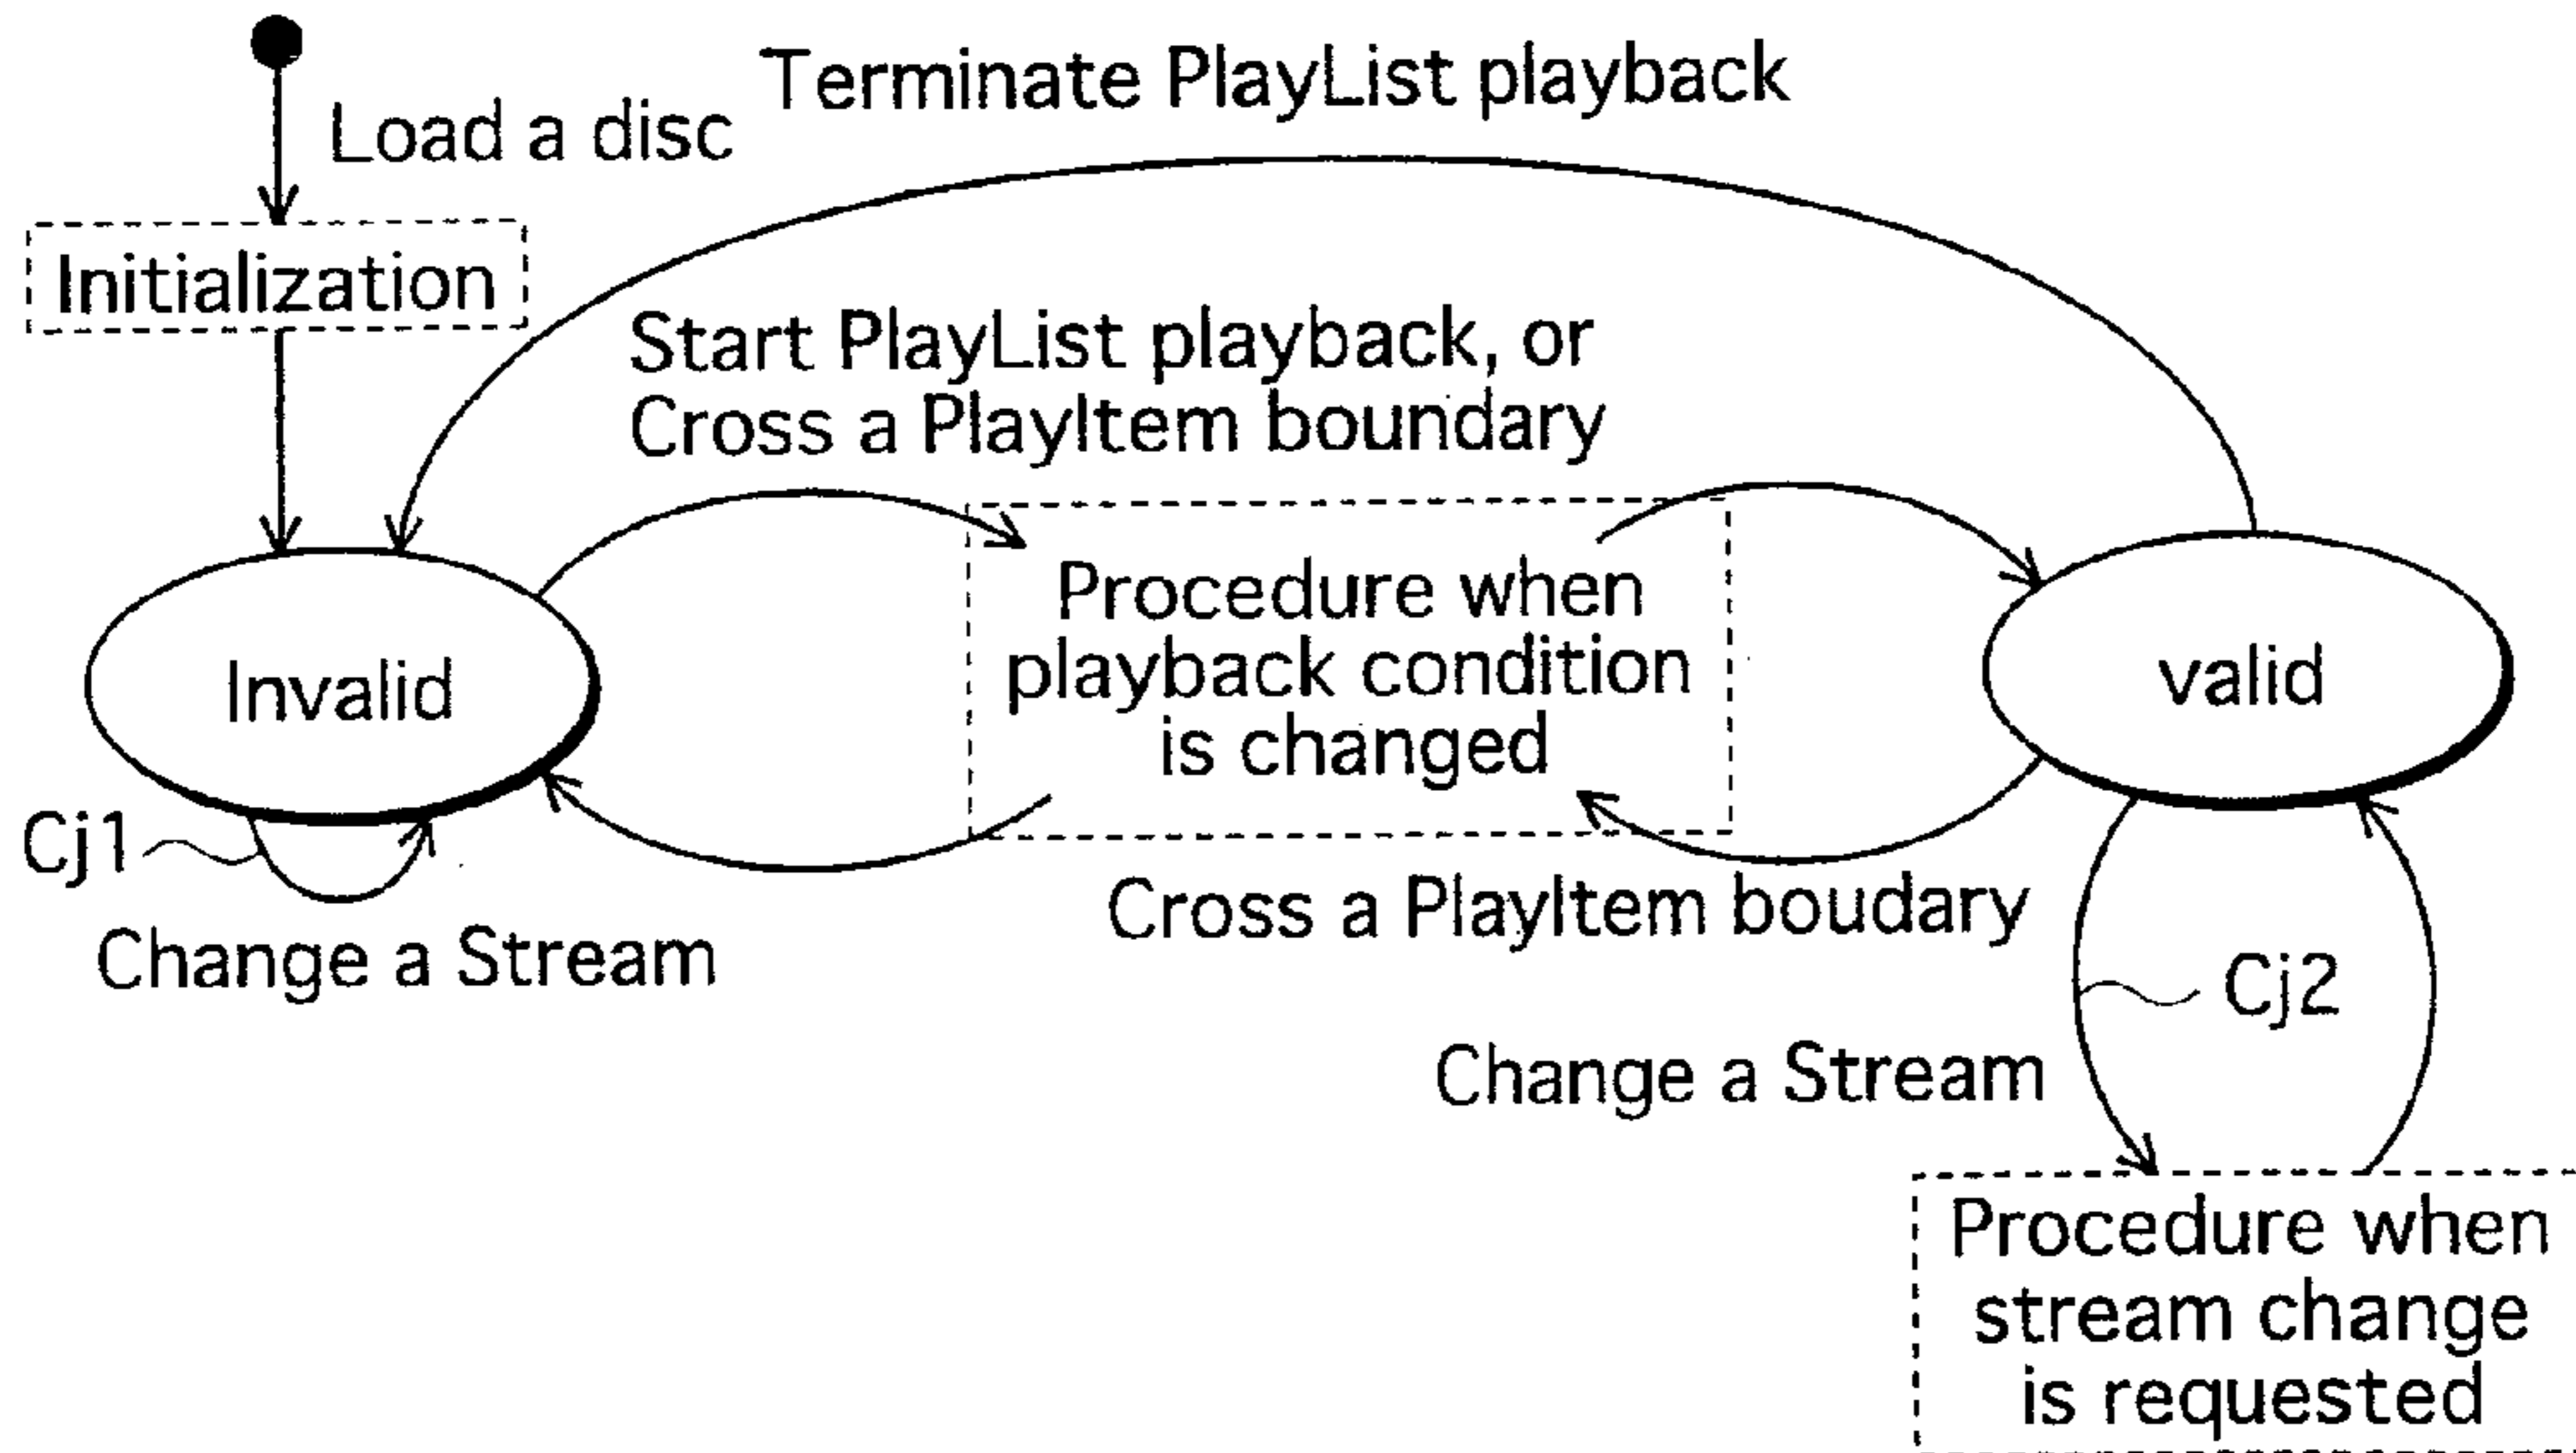 Terminate PlayList playback
Load a disc
Initialization
Start PlayList playback, or
Cross a PlayItem boundary
Procedure when
playback condition
is changed
Invalid
valid
Cj1
Change a Stream
Cross a PlayItem boudary
Cj2
Change a Stream
Procedure when
stream change
is requested